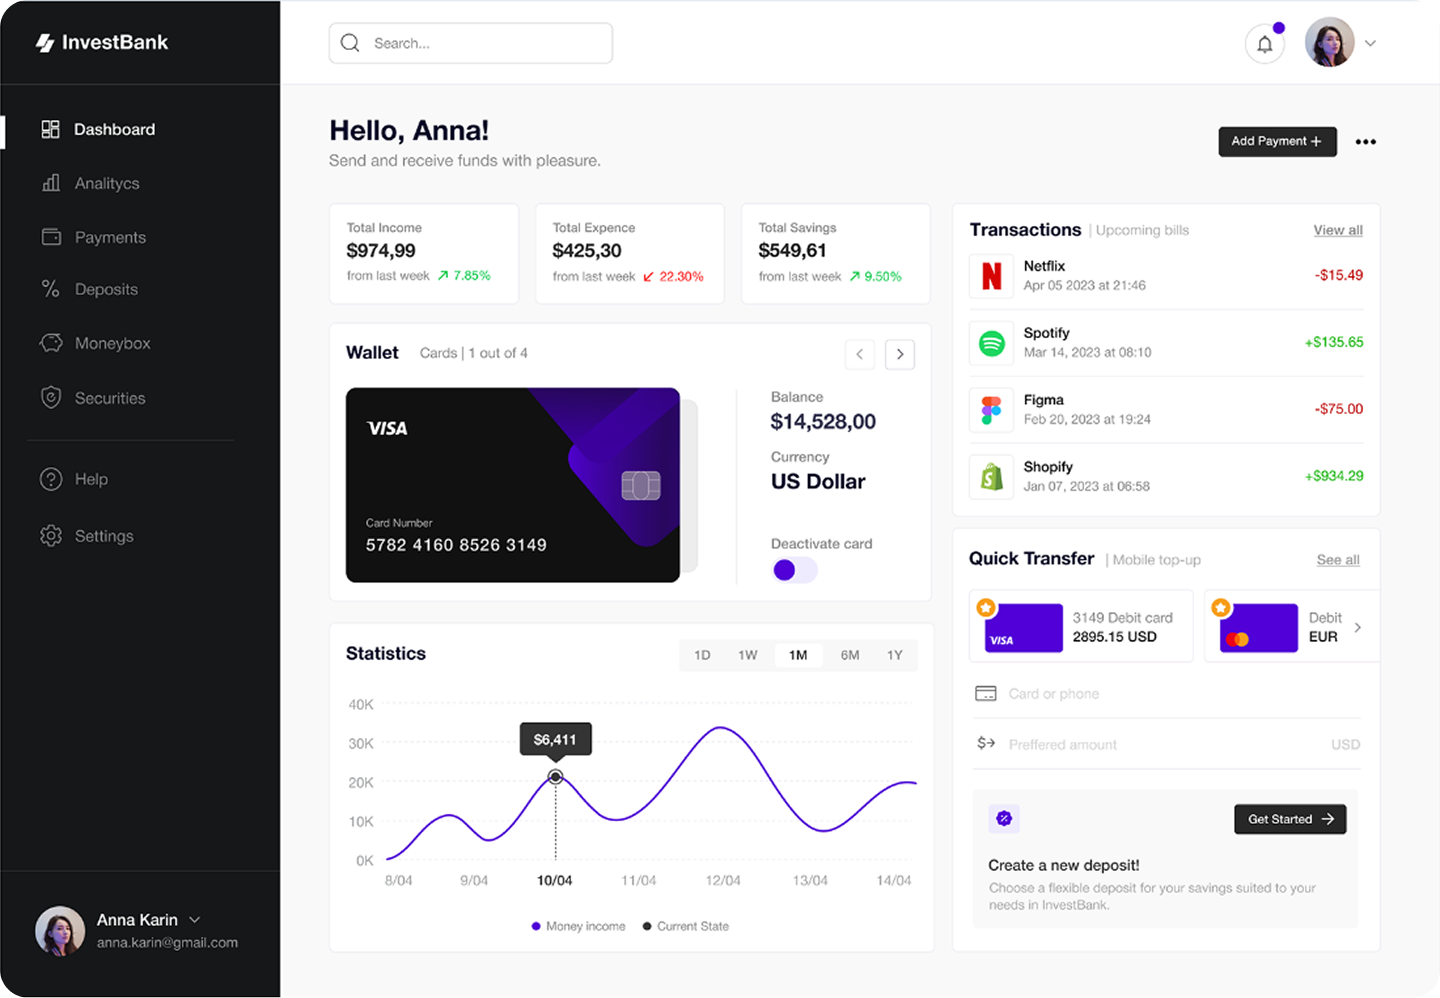 InvestBank
Search...
Dashboard
Analitycs
Payments
Deposits
Moneybox
Securities
Help
Settings
Anna Karin
anna.karin@gmail.com
Hello, Anna!
Send and receive funds with pleasure.
Add Payment +
Total Income
$974,99
from last week 7.85%
Total Expence
$425,30
from last week 22.30%
Total Savings
$549,61
from last week 9.50%
Wallet Cards | 1 out of 4
VISA
Card Number
5782 4160 8526 3149
Balance
$14,528,00
Currency
US Dollar
Deactivate card
Statistics
1D 1W 1M 6M 1Y
40K
30K
20K
10K
0K
$6,411
8/04 9/04 10/04 11/04 12/04 13/04 14/04
Money income Current State
Transactions | Upcoming bills View all
Netflix
Apr 05 2023 at 21:46
-$15.49
Spotify
Mar 14, 2023 at 08:10
+$135.65
Figma
Feb 20, 2023 at 19:24
-$75.00
Shopify
Jan 07, 2023 at 06:58
+$934.29
Quick Transfer | Mobile top-up See all
VISA
3149 Debit card
2895.15 USD
Debit
EUR
Card or phone
Preffered amount USD
Get Started
Create a new deposit!
Choose a flexible deposit for your savings suited to your
needs in InvestBank.